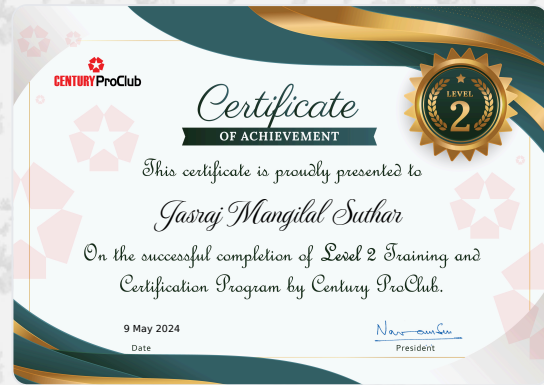 CENTURY ProClub
Certificate
OF ACHIEVEMENT
LEVEL
2
This certificate is proudly presented to
Jasraj Mangilal Suthar
On the successful completion of Level 2 Training and
Certification Program by Century ProClub.
9 May 2024
Date
President